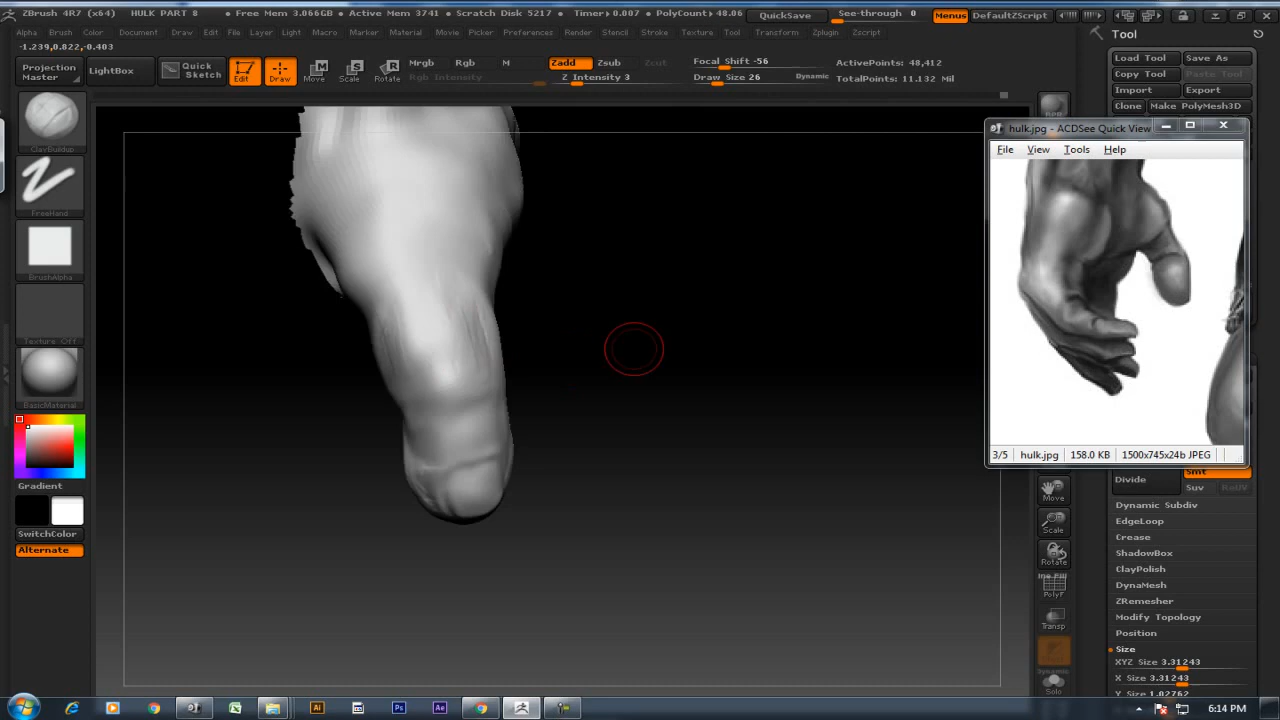 ZBrush 4R7 (x64) HULK PART 8 • Free Mem 3.066GB • Active Mem 3741 • Scratch Disk 5217 • Timer▸0.007 • PolyCount▸48.06 QuickSave See-through 0 Menus DefaultZScript
Alpha Brush Color Document Draw Edit File Layer Light Macro Marker Material Movie Picker Preferences Render Stencil Stroke Texture Tool Transform Zplugin Zscript
-1.239,0.822,-0.403
Tool
Load Tool Save As
Copy Tool Paste Tool
Import Export
Clone Make PolyMesh3D
Projection Master
LightBox
Quick Sketch
Edit Draw Move Scale Rotate
Mrgb Rgb M
Rgb Intensity
Zadd Zsub Zcut
Z Intensity 3
Focal Shift -56
Draw Size 26 Dynamic
ActivePoints: 48,412
TotalPoints: 11.132 Mil
ClayBuildup
FreeHand
BrushAlpha
Texture Off
BasicMaterial
Gradient
SwitchColor
Alternate
hulk.jpg - ACDSee Quick View
File View Tools Help
3/5 hulk.jpg 158.0 KB 1500x745x24b JPEG
Move
Scale
Rotate
PolyF
Transp
Dynamic
Solo
Smt
Divide
Suv ReUV
Dynamic Subdiv
EdgeLoop
Crease
ShadowBox
ClayPolish
DynaMesh
ZRemesher
Modify Topology
Position
Size
XYZ Size 3.31243
X Size 3.31243
Y Size 1.02762
Ai Ps Ae
6:14 PM